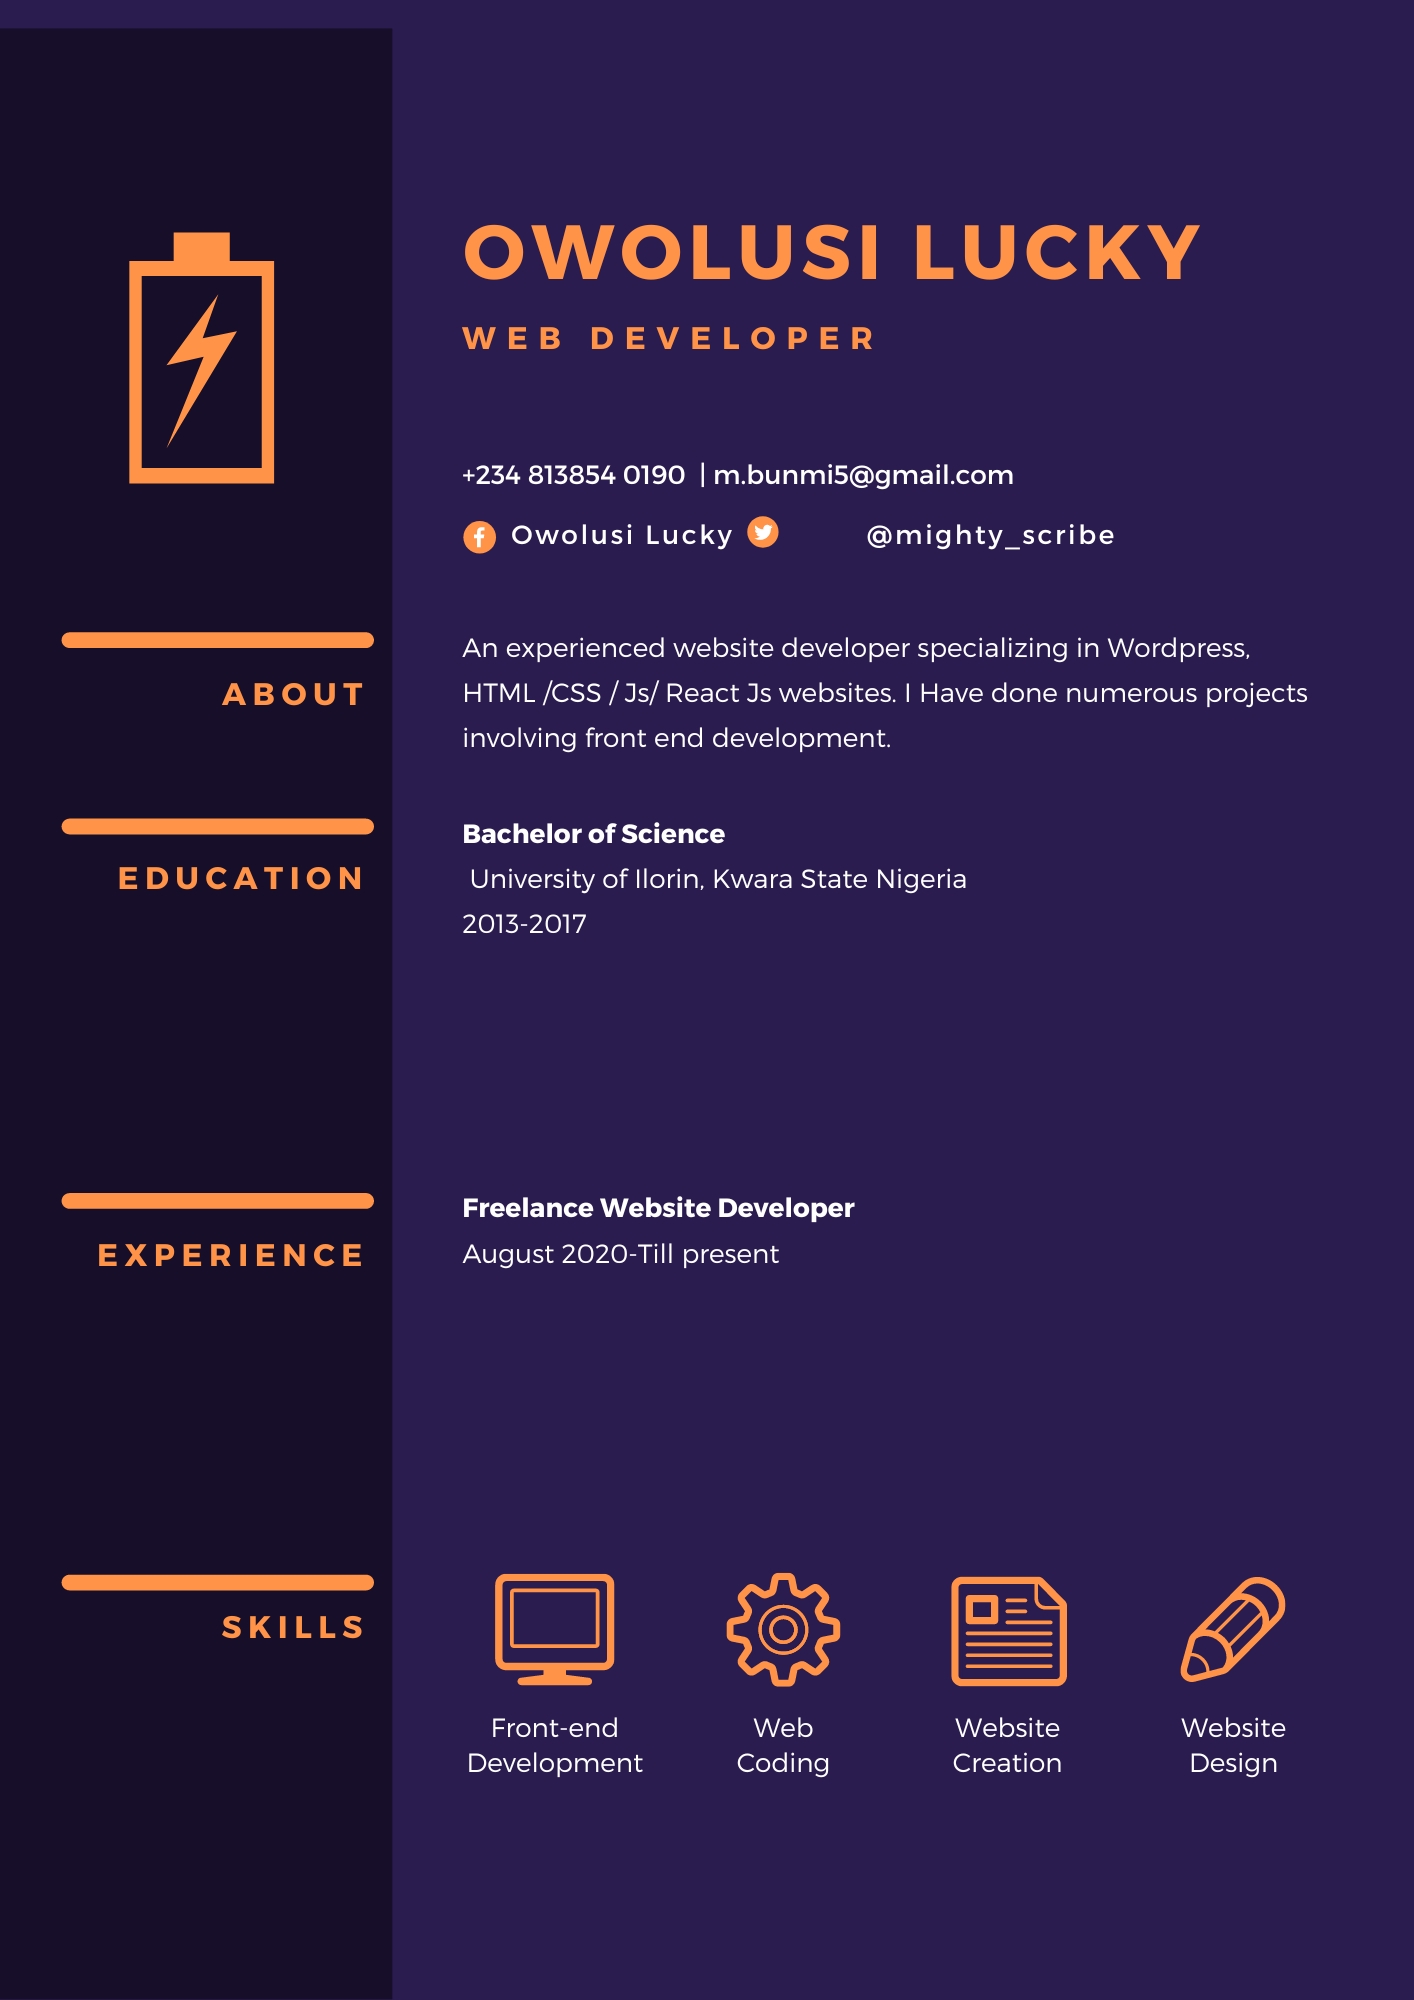 OWOLUSI LUCKY
WEB DEVELOPER
+234 813854 0190 | m.bunmi5@gmail.com
Owolusi Lucky @mighty_scribe
ABOUT
An experienced website developer specializing in Wordpress,
HTML /CSS / Js/ React Js websites. I Have done numerous projects
involving front end development.
EDUCATION
Bachelor of Science
University of Ilorin, Kwara State Nigeria
2013-2017
EXPERIENCE
Freelance Website Developer
August 2020-Till present
SKILLS
Front-end
Development
Web
Coding
Website
Creation
Website
Design